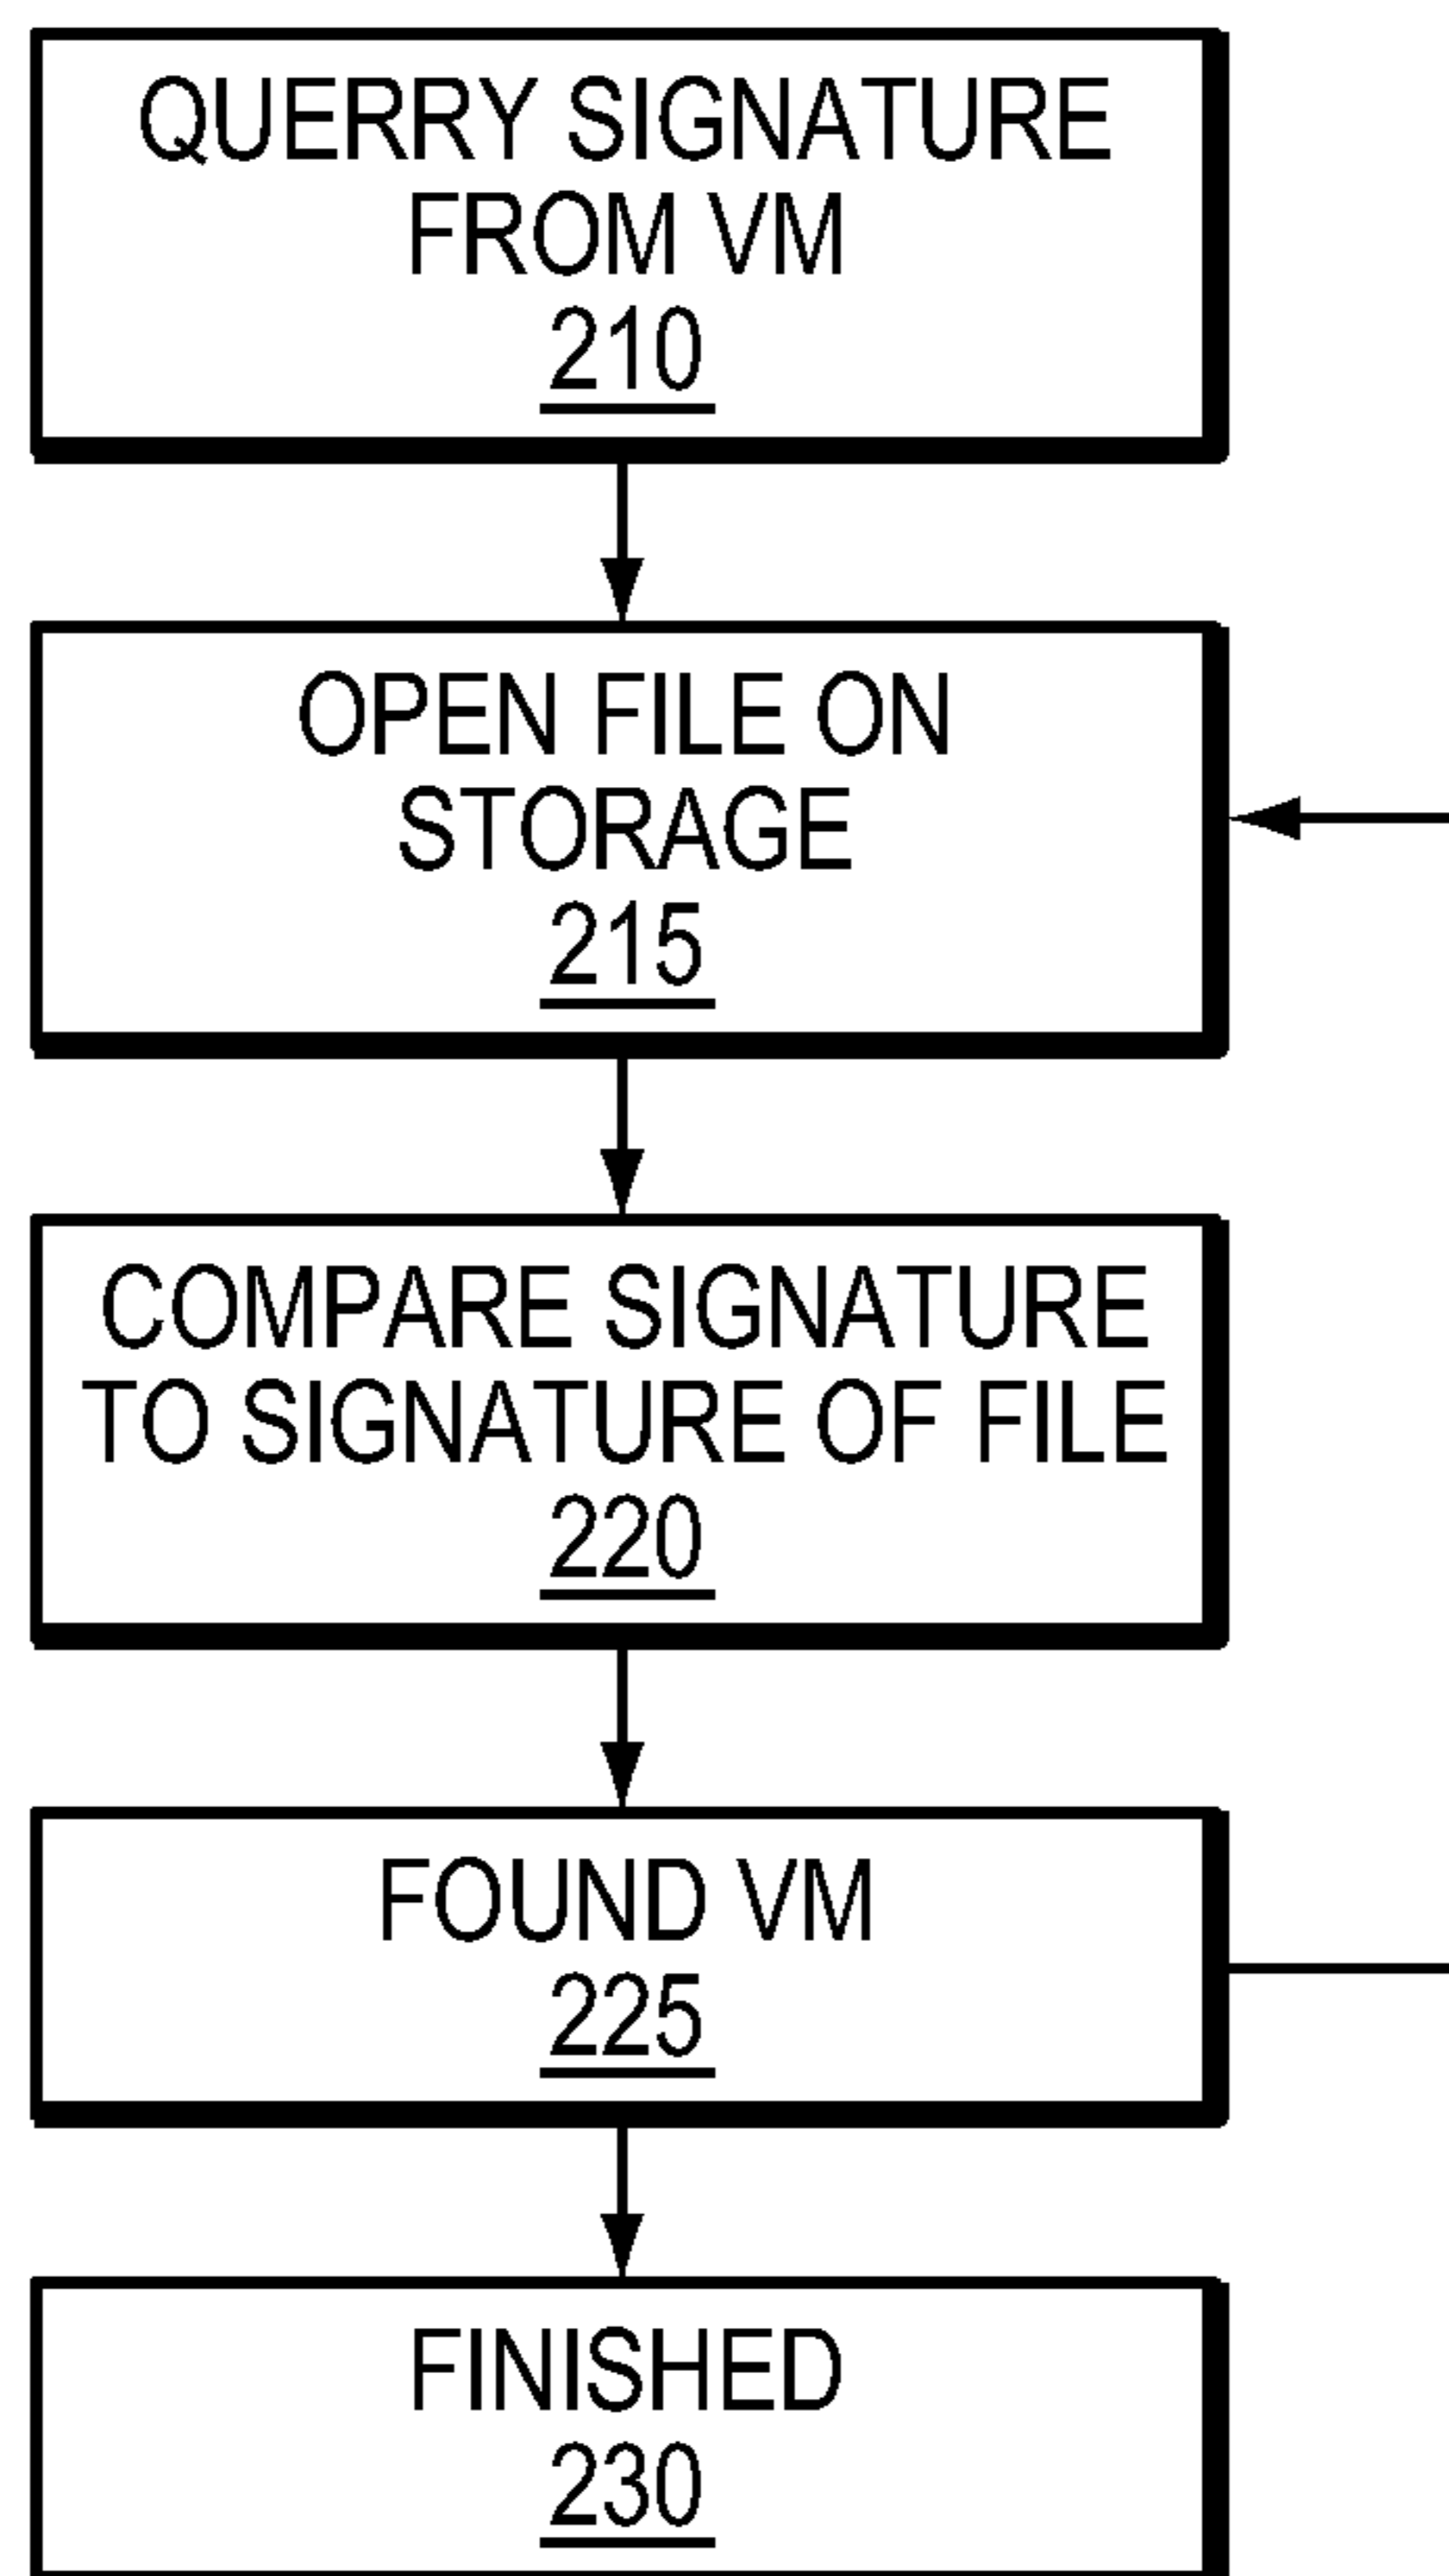 QUERRY SIGNATURE
FROM VM
210
OPEN FILE ON
STORAGE
215
COMPARE SIGNATURE
TO SIGNATURE OF FILE
220
FOUND VM
225
FINISHED
230